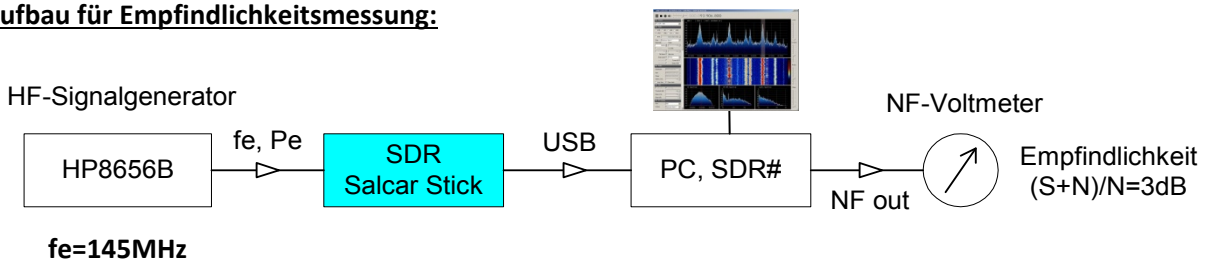 ufbau für Empfindlichkeitsmessung:
HF-Signalgenerator
NF-Voltmeter
HP8656B
fe, Pe
SDR
Salcar Stick
USB
PC, SDR#
NF out
Empfindlichkeit
(S+N)/N=3dB
fe=145MHz